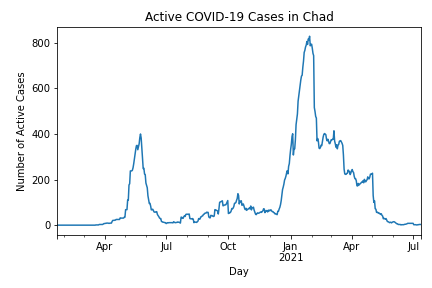 Active COVID-19 Cases in Chad
Number of Active Cases
800
600
400
200
0
Apr
Jul
Oct
Jan
2021
Apr
Jul
Day